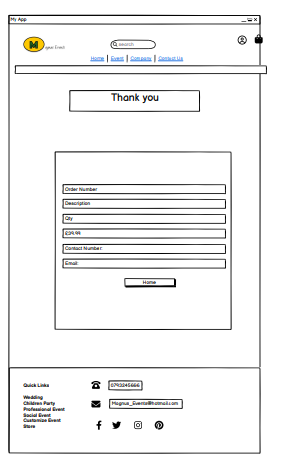 My App
M
agnus Event
search
Home | Event | Company | Contact Us
Thank you
Order Number
Description
Qty
£39.99
Contact Number
Email
Home
Quick Links
0793245666
Wedding
Children Party
Magnus_Events@hotmail.com
Professional Event
Social Event
Customize Event
Store